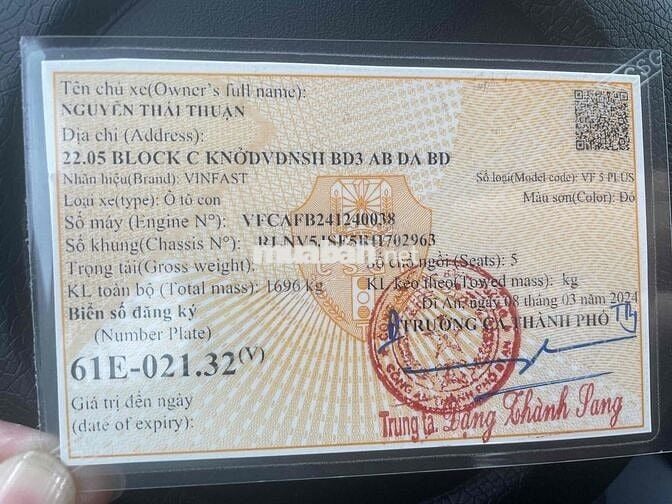 Tên chủ xe(Owner's full name):
NGUYỄN THÁI THUẬN
Địa chỉ (Address):
22.05 BLOCK C KNỞDVDNSH BD3 AB DA BD
Nhãn hiệu(Brand): VINFAST Số loại(Model code): VF 5 PLUS
Loại xe(type): Ô tô con Màu sơn(Color): Đỏ
Số máy (Engine N°): VFCAFB241240038
Số khung(Chassis N°):
Trọng tải(Gross weight): Số chỗ ngồi (Seats): 5
muaban.net
KL toàn bộ (Total mass): 1696 kg KL kéo theo(Towed mass): kg
Biển số đăng ký Dĩ An, ngày 08 tháng 03 năm 2024
(Number Plate) TRƯỞNG CA THÀNH PHỐ
61E-021.32(V)
Giá trị đến ngày
(date of expiry):
Trung tá. Đặng Thành Sang